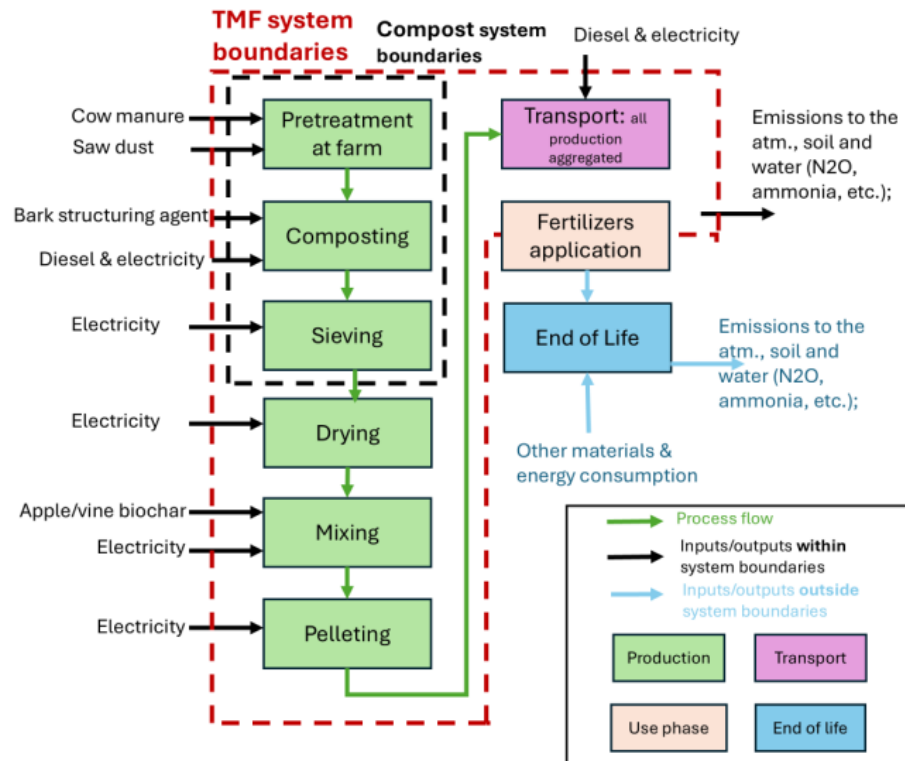 TMF system
boundaries
Compost system
boundaries
Diesel & electricity
Cow manure
Saw dust
Pretreatment
at farm
Transport: all
production
aggregated
Emissions to the
atm., soil and
water (N2O,
ammonia, etc.);
Bark structuring agent
Diesel & electricity
Composting
Fertilizers
application
Electricity
Sieving
End of Life
Emissions to the
atm., soil and
water (N2O,
ammonia, etc.);
Electricity
Drying
Other materials &
energy consumption
Apple/vine biochar
Electricity
Mixing
Electricity
Pelleting
Process flow
Inputs/outputs within
system boundaries
Inputs/outputs outside
system boundaries
Production
Transport
Use phase
End of life